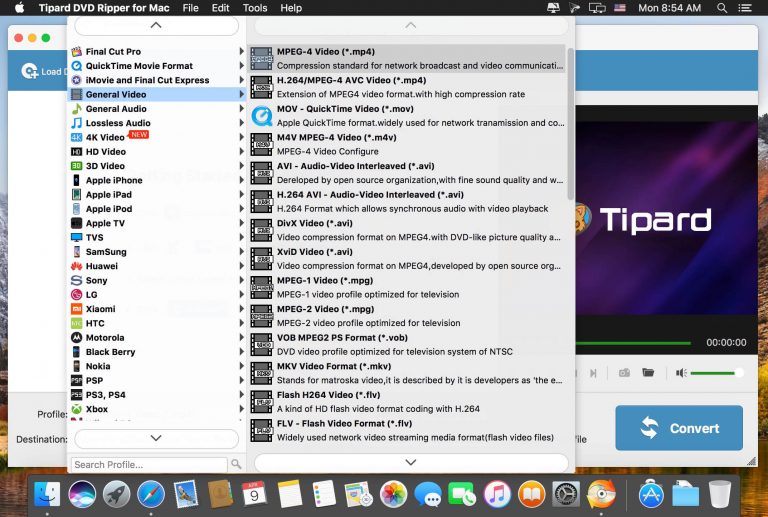 Tipard DVD Ripper for Mac File Edit Tools Help Mon 8:54 AM
Load D
Final Cut Pro
QuickTime Movie Format
iMovie and Final Cut Express
General Video
General Audio
Lossless Audio
4K 4K Video NEW
HD HD Video
3D 3D Video
Apple iPhone
Apple iPad
Apple iPod
Apple TV
TVS
SamSung
Huawei
Sony
LG
Xiaomi
HTC
Motorola
Black Berry
Nokia
PSP
PS3, PS4
Xbox
Search Profile...
MPEG-4 Video (*.mp4)
Compression standard for network broadcast and video communicati...
H.264/MPEG-4 AVC Video (*.mp4)
Extension of MPEG4 video format.with high compression rate
MOV - QuickTime Video (*.mov)
Apple QuickTime format.widely used for network tranamission and co...
M4V MPEG-4 Video (*.m4v)
MPEG-4 Video Configure
AVI - Audio-Video Interleaved (*.avi)
Dereloped by open source organization,with fine sound quality and w...
H.264 AVI - Audio-Video Interleaved (*.avi)
H.264 Format which allows synchronous audio with video playback
DivX Video (*.avi)
Video compression format on MPEG4.with DVD-like picture quality a...
XviD Video (*.avi)
Video compression format on MPEG4,developed by open source org...
MPEG-1 Video (*.mpg)
MPEG-1 video profile optimized for television
MPEG-2 Video (*.mpg)
MPEG-2 video profile optimized for television
VOB MPEG2 PS Format (*.vob)
DVD video profile optimized for television system of NTSC
MKV Video Format (*.mkv)
Stands for matroska video,it is described by it is developers as 'the e...
Flash H264 Video (*.flv)
A kind of HD flash video format coding with H.264
FLV - Flash Video Format (*.flv)
Widely used network video streaming media format(flash video files)
Tipard
00:00:00
Profile:
Destination:
file
Convert
APR
9